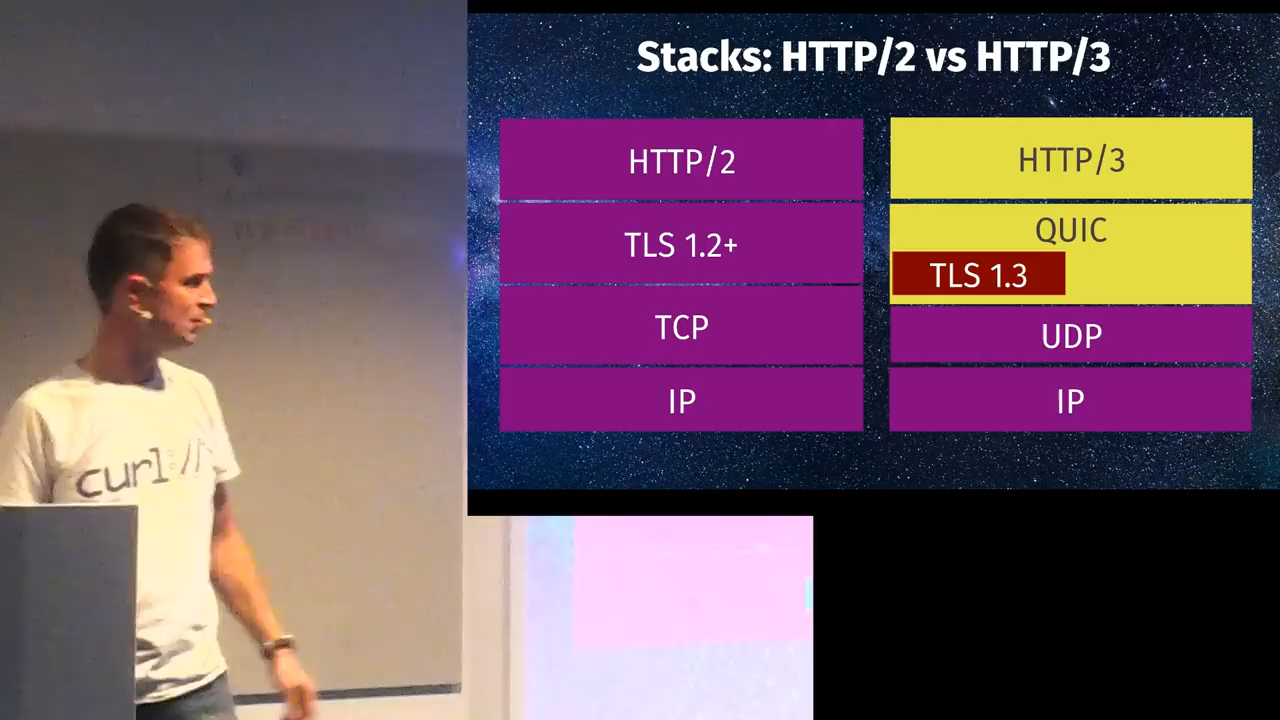 Stacks: HTTP/2 vs HTTP/3
HTTP/2
TLS 1.2+
TCP
IP
HTTP/3
QUIC
TLS 1.3
UDP
IP
curl://